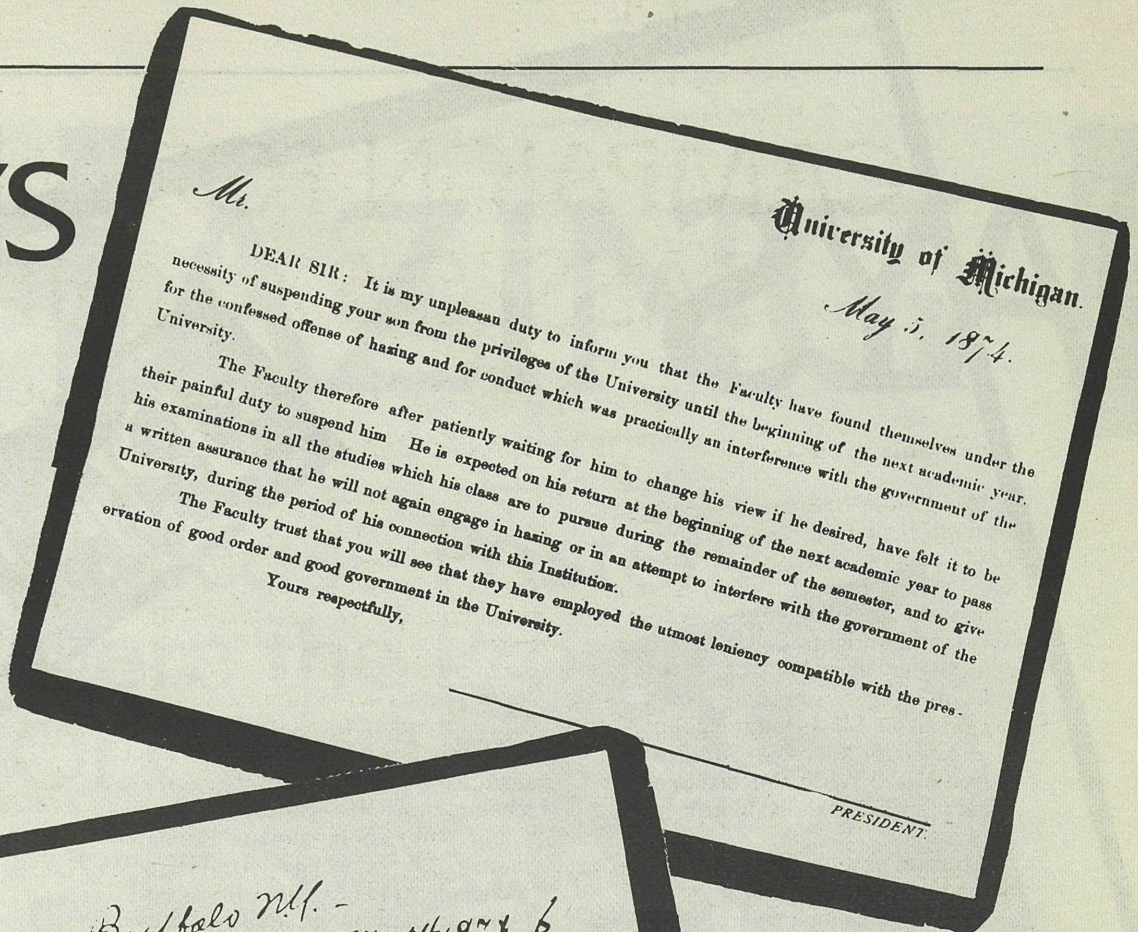 YS
Mr.
University of Michigan.
May 5, 1874.
DEAR SIR: It is my unpleasan duty to inform you that the Faculty have found themselves under the
necessity of suspending your son from the privileges of the University until the beginning of the next academic year.
for the confessed offense of hazing and for conduct which was practically an interference with the government of the
University.
The Faculty therefore after patiently waiting for him to change his view if he desired, have felt it to be
their painful duty to suspend him He is expected on his return at the beginning of the next academic year to pass
his examinations in all the studies which his class are to pursue during the remainder of the semester, and to give
a written assurance that he will not again engage in hazing or in an attempt to interfere with the government of the
University, during the period of his connection with this Institution.
The Faculty trust that you will see that they have employed the utmost leniency compatible with the pres-
ervation of good order and good government in the University.
Yours respectfully,
PRESIDENT.
Buffalo N.Y. -